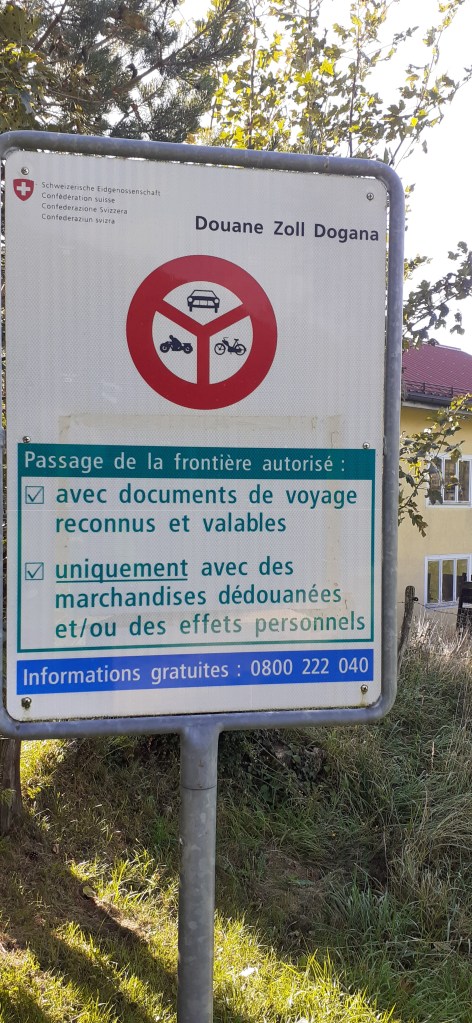 Schweizerische Eidgenossenschaft
Confédération suisse
Confederazione Svizzera
Confederaziun svizra
Douane Zoll Dogana
Passage de la frontière autorisé :
avec documents de voyage
reconnus et valables
uniquement avec des
marchandises dédouanées
et/ou des effets personnels
Informations gratuites : 0800 222 040